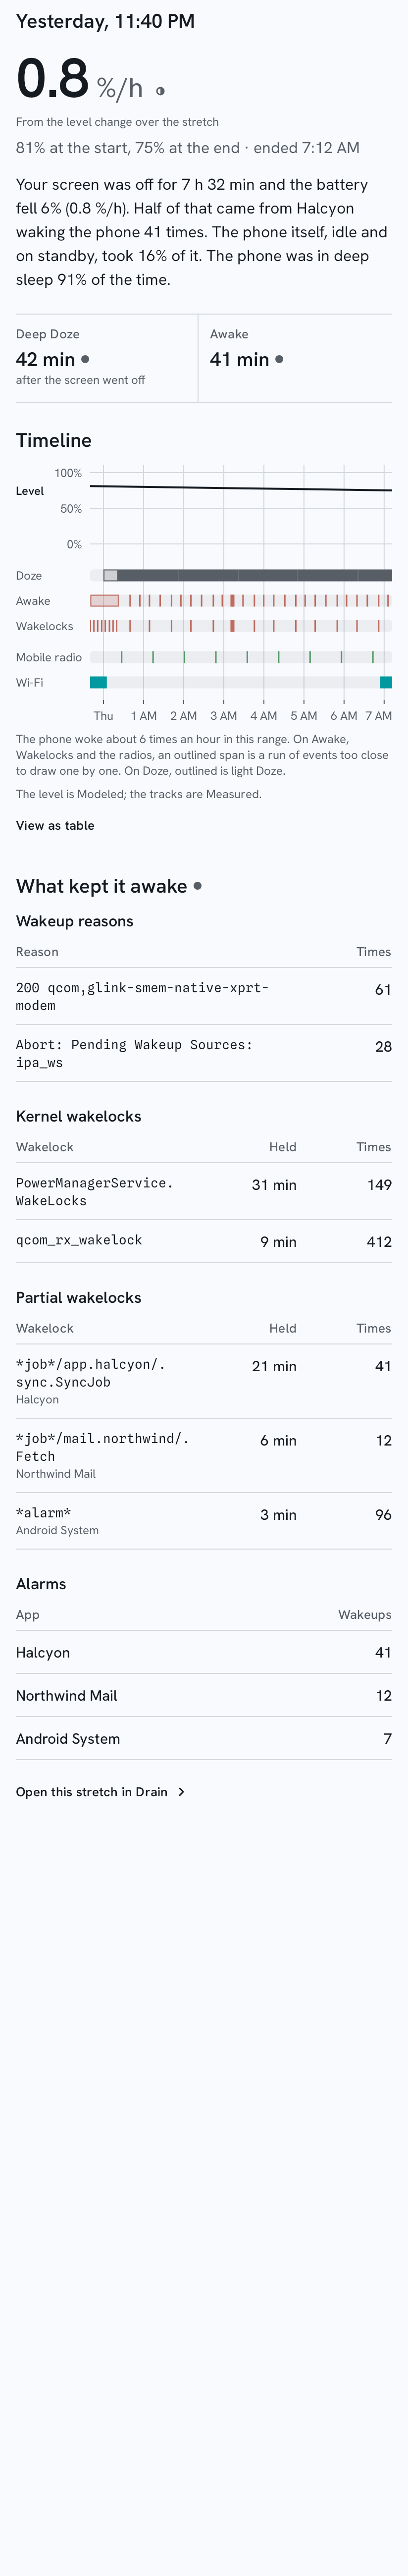 Yesterday, 11:40 PM
0.8 %/h
From the level change over the stretch
81% at the start, 75% at the end · ended 7:12 AM
Your screen was off for 7 h 32 min and the battery
fell 6% (0.8 %/h). Half of that came from Halcyon
waking the phone 41 times. The phone itself, idle and
on standby, took 16% of it. The phone was in deep
sleep 91% of the time.
Deep Doze
42 min
after the screen went off
Awake
41 min
Timeline
100%
Level
50%
0%
Doze
Awake
Wakelocks
Mobile radio
Wi-Fi
Thu 1 AM 2 AM 3 AM 4 AM 5 AM 6 AM 7 AM
The phone woke about 6 times an hour in this range. On Awake,
Wakelocks and the radios, an outlined span is a run of events too close
to draw one by one. On Doze, outlined is light Doze.
The level is Modeled; the tracks are Measured.
View as table
What kept it awake
Wakeup reasons
Reason Times
200 qcom,glink-smem-native-xprt-
modem 61
Abort: Pending Wakeup Sources:
ipa_ws 28
Kernel wakelocks
Wakelock Held Times
PowerManagerService.
WakeLocks 31 min 149
qcom_rx_wakelock 9 min 412
Partial wakelocks
Wakelock Held Times
*job*/app.halcyon/.
sync.SyncJob 21 min 41
Halcyon
*job*/mail.northwind/.
Fetch 6 min 12
Northwind Mail
*alarm* 3 min 96
Android System
Alarms
App Wakeups
Halcyon 41
Northwind Mail 12
Android System 7
Open this stretch in Drain